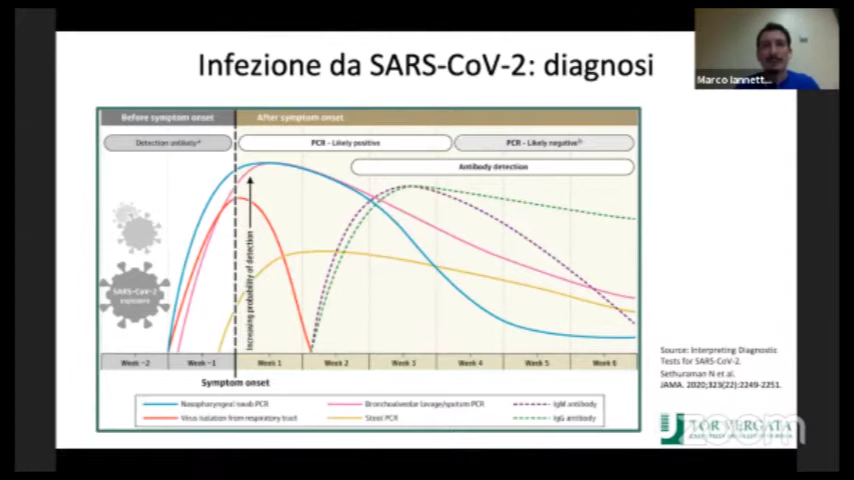 Infezione da SARS-CoV-2: diagnosi
Marco Iannett...
Before symptom onset
After symptom onset
Detection unlikelyᵃ
PCR - Likely positive
PCR - Likely negativeᵇ
Antibody detection
SARS-CoV-2
exposure
Increasing probability of detection
Week -2
Week -1
Week 1
Week 2
Week 3
Week 4
Week 5
Week 6
Symptom onset
Nasopharyngeal swab PCR
Virus isolation from respiratory tract
Bronchoalveolar lavage/sputum PCR
Stool PCR
IgM antibody
IgG antibody
Source: Interpreting Diagnostic
Tests for SARS-CoV-2.
Sethuraman N et al.
JAMA. 2020;323(22):2249-2251.
TOR VERGATA
zoom